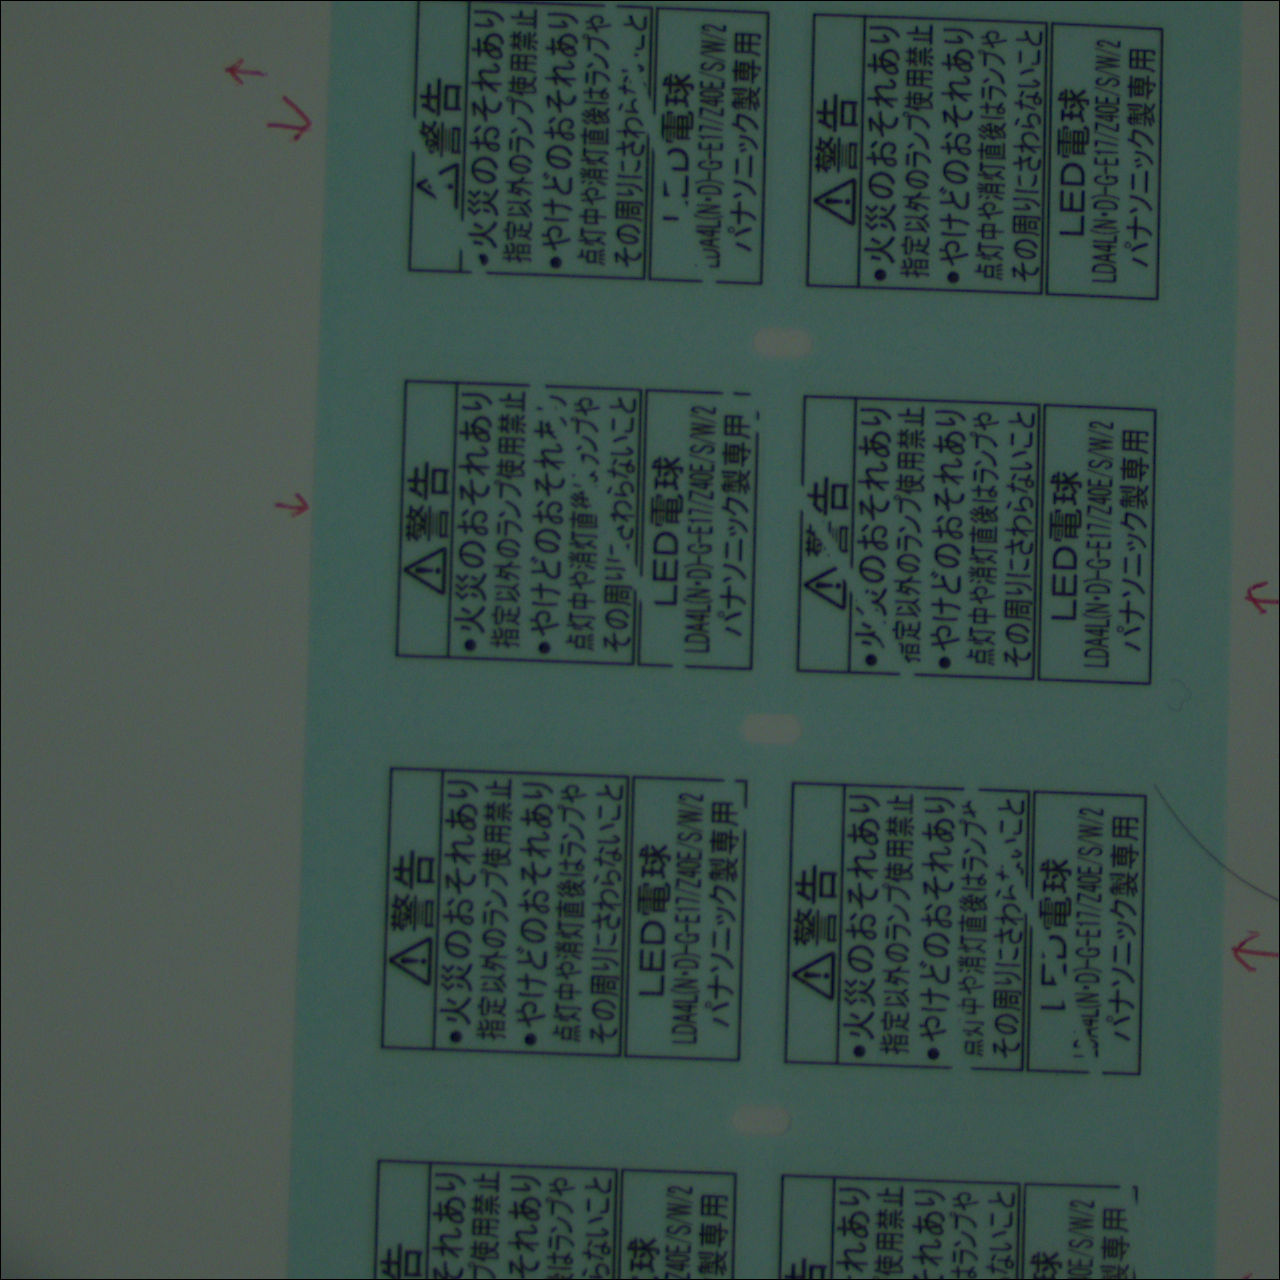 ⚠警告
●火災のおそれあり
指定以外のランプ使用禁止
●やけどのおそれあり
点灯中や消灯直後はランプや
その周りにさわらないこと
電球
LDA4L(N・D)-G-E17/Z40E/S/W/2
パナソニック製専用
⚠警告
●火災のおそれあり
指定以外のランプ使用禁止
●やけどのおそれあり
点灯中や消灯直後はランプや
その周りにさわらないこと
LED電球
LDA4L(N・D)-G-E17/Z40E/S/W/2
パナソニック製専用
⚠警告
●火災のおそれあり
指定以外のランプ使用禁止
●やけどのおそれあり
点灯中や消灯直後はランプや
その周りにさわらないこと
LED電球
LDA4L(N・D)-G-E17/Z40E/S/W/2
パナソニック製専用
⚠警告
●火災のおそれあり
指定以外のランプ使用禁止
●やけどのおそれあり
点灯中や消灯直後はランプや
その周りにさわらないこと
LED電球
LDA4L(N・D)-G-E17/Z40E/S/W/2
パナソニック製専用
⚠警告
●火災のおそれあり
指定以外のランプ使用禁止
●やけどのおそれあり
点灯中や消灯直後はランプや
その周りにさわらないこと
LED電球
LDA4L(N・D)-G-E17/Z40E/S/W/2
パナソニック製専用
⚠警告
●火災のおそれあり
指定以外のランプ使用禁止
●やけどのおそれあり
点灯中や消灯直後はランプや
その周りにさわらないこと
電球
LDA4L(N・D)-G-E17/Z40E/S/W/2
パナソニック製専用
告
それあり
プ使用禁止
それあり
はランプや
らないこと
電球
Z40E/S/W/2
製専用
告
それあり
使用禁止
れあり
はランプや
ないこと
球
0E/S/W/2
製専用